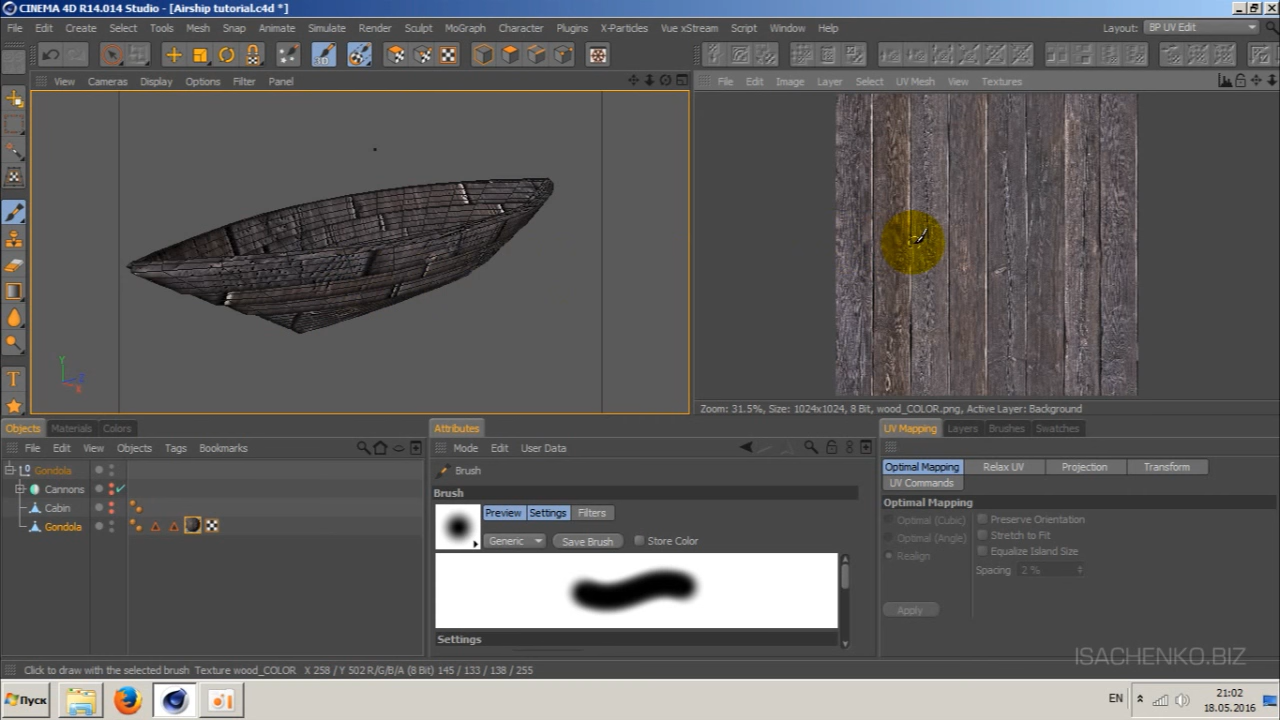 CINEMA 4D R14.014 Studio - [Airship tutorial.c4d *]
File Edit Create Select Tools Mesh Snap Animate Simulate Render Sculpt MoGraph Character Plugins X-Particles Vue xStream Script Window Help Layout: BP UV Edit
3D
View Cameras Display Options Filter Panel
File Edit Image Layer Select UV Mesh View Textures
Y
Zoom: 31.5%, Size: 1024x1024, 8 Bit, wood_COLOR.png, Active Layer: Background
Objects Materials Colors
Attributes
UV Mapping Layers Brushes Swatches
File Edit View Objects Tags Bookmarks
Mode Edit User Data
Gondola
Cannons
Cabin
Gondola
Brush
Brush
Preview Settings Filters
Generic Save Brush Store Color
Settings
Optimal Mapping Relax UV Projection Transform
UV Commands
Optimal Mapping
Optimal (Cubic) Preserve Orientation
Optimal (Angle) Stretch to Fit
Realign Equalize Island Size
Spacing 2 %
Apply
ISACHENKO.BIZ
Click to draw with the selected brush Texture wood_COLOR X 258 / Y 502 R/G/B/A (8 Bit) 145 / 133 / 138 / 255
Пуск
EN
21:02
18.05.2016